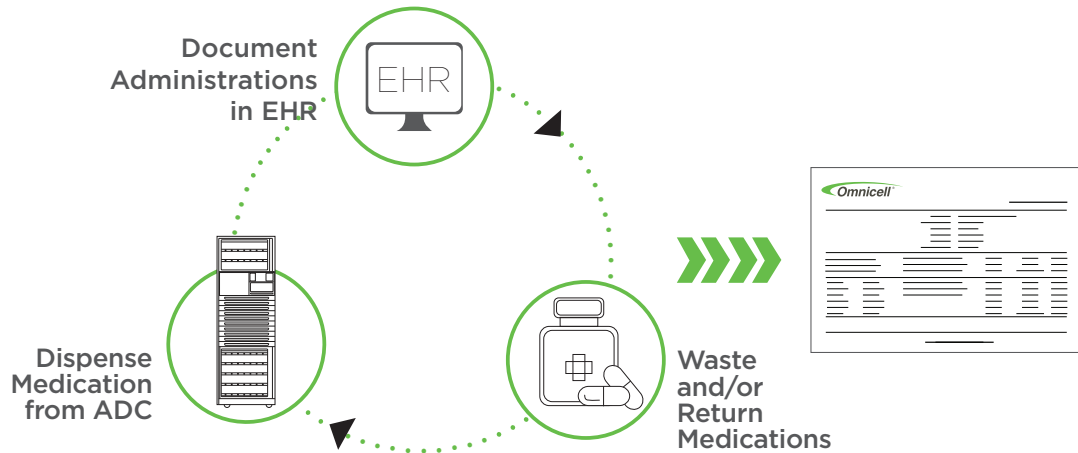 Document
Administrations
in EHR
EHR
Omnicell®
Dispense
Medication
from ADC
Waste
and/or
Return
Medications